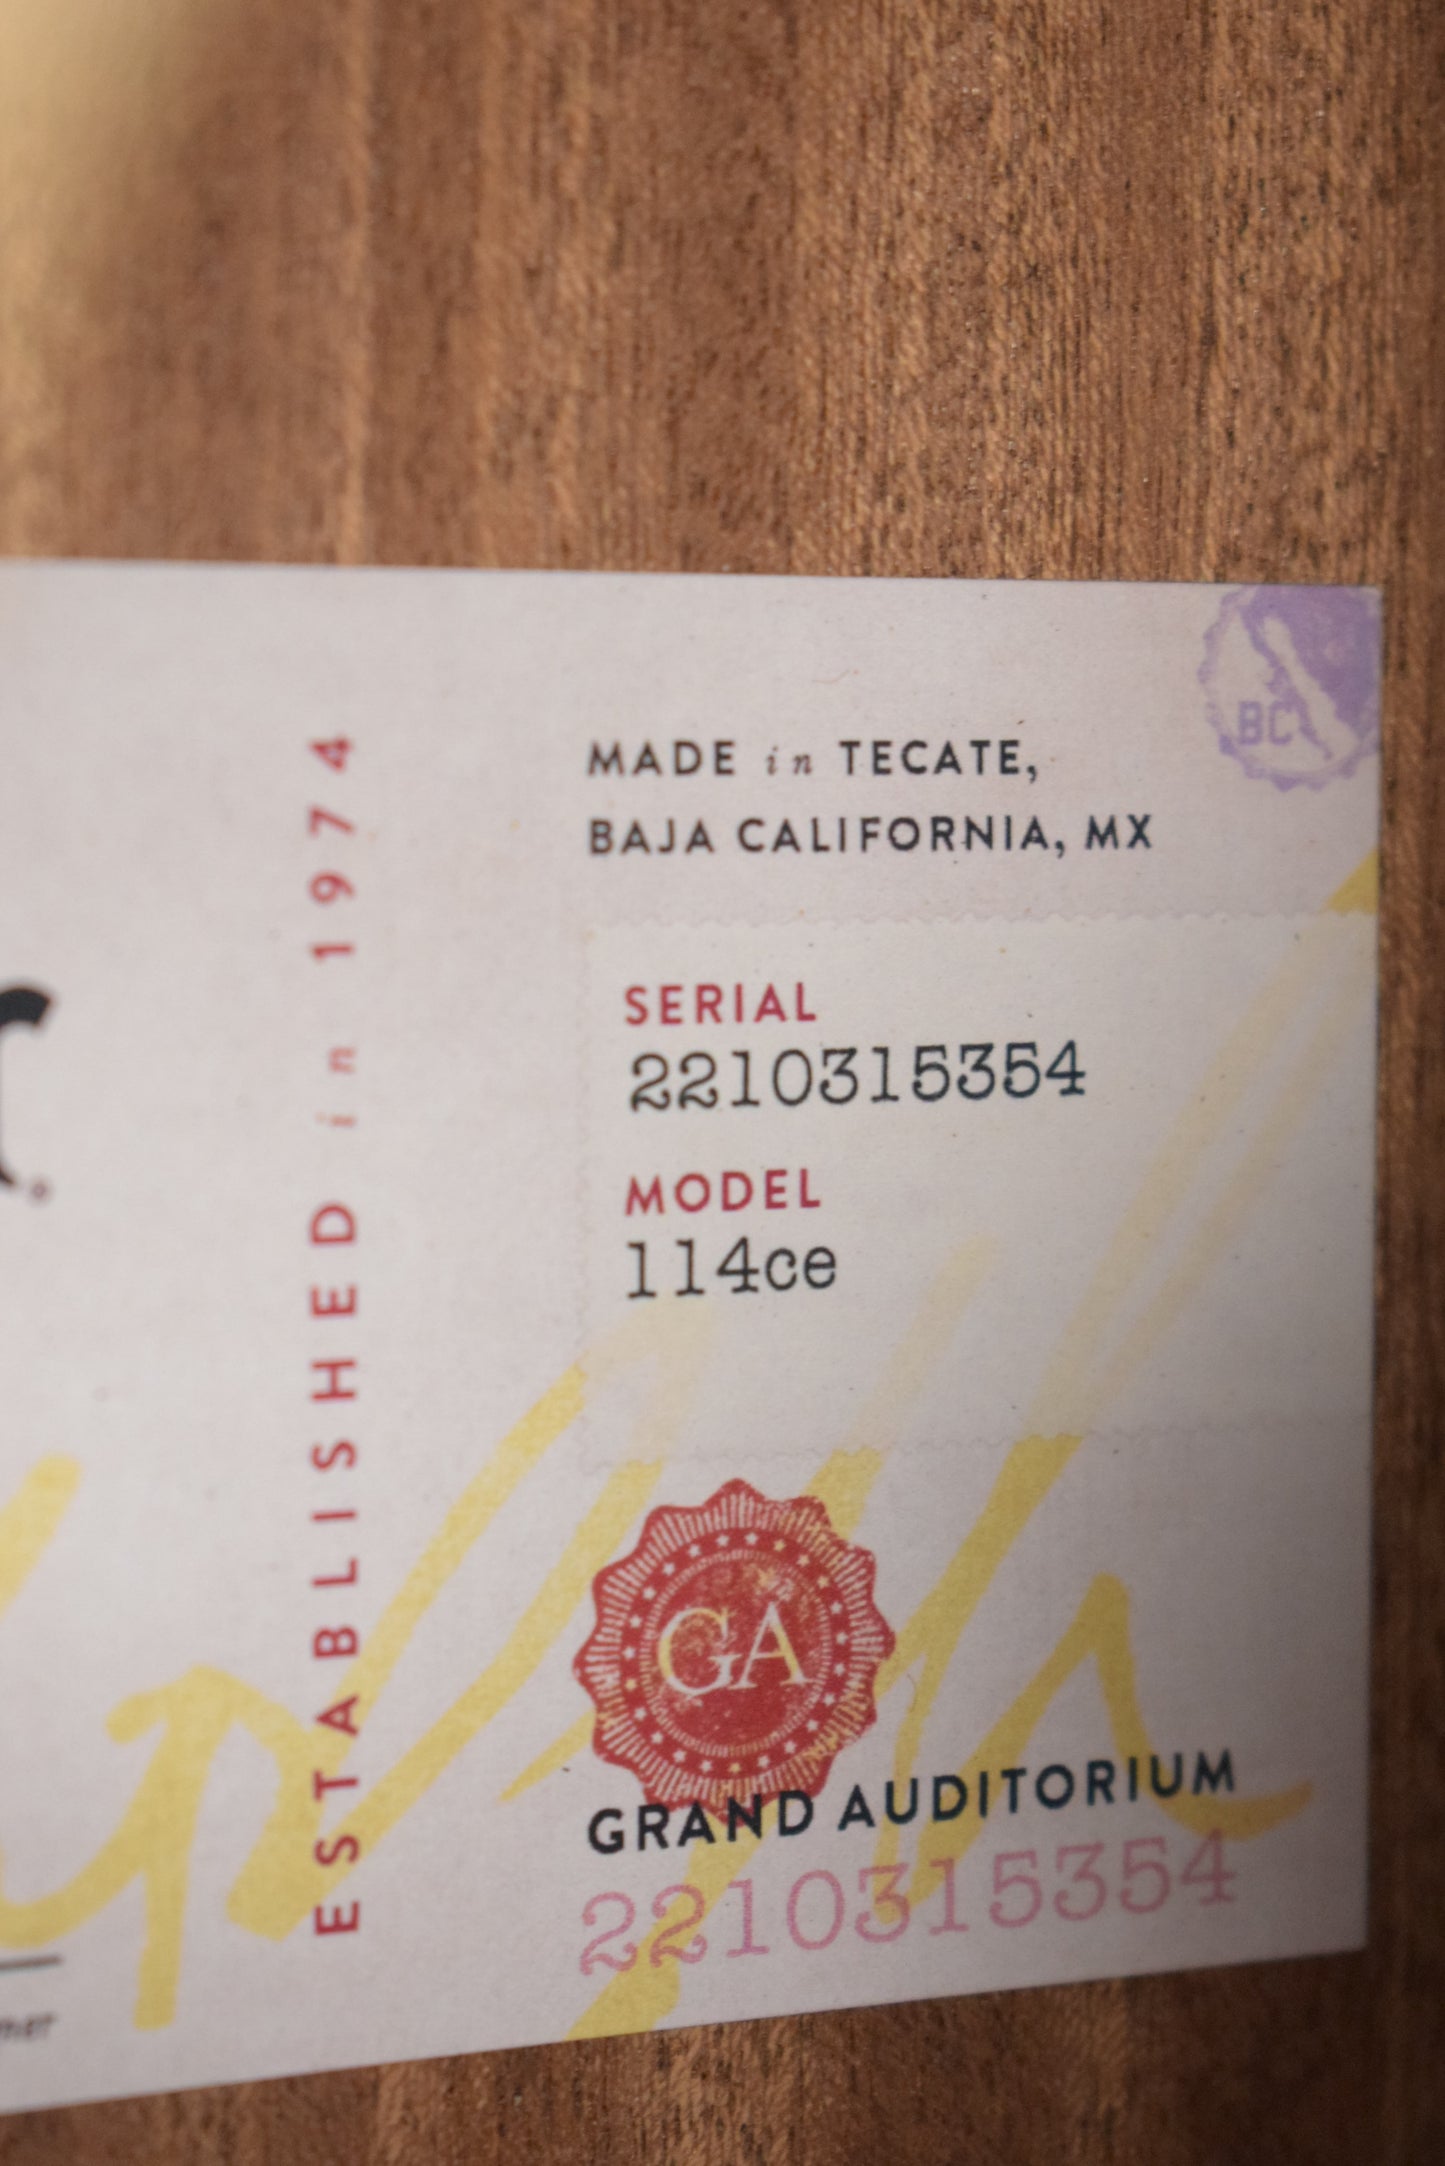 ESTABLISHED in 1974
MADE in TECATE,
BAJA CALIFORNIA, MX
BC
SERIAL
2210315354
MODEL
114ce
GA
GRAND AUDITORIUM
2210315354